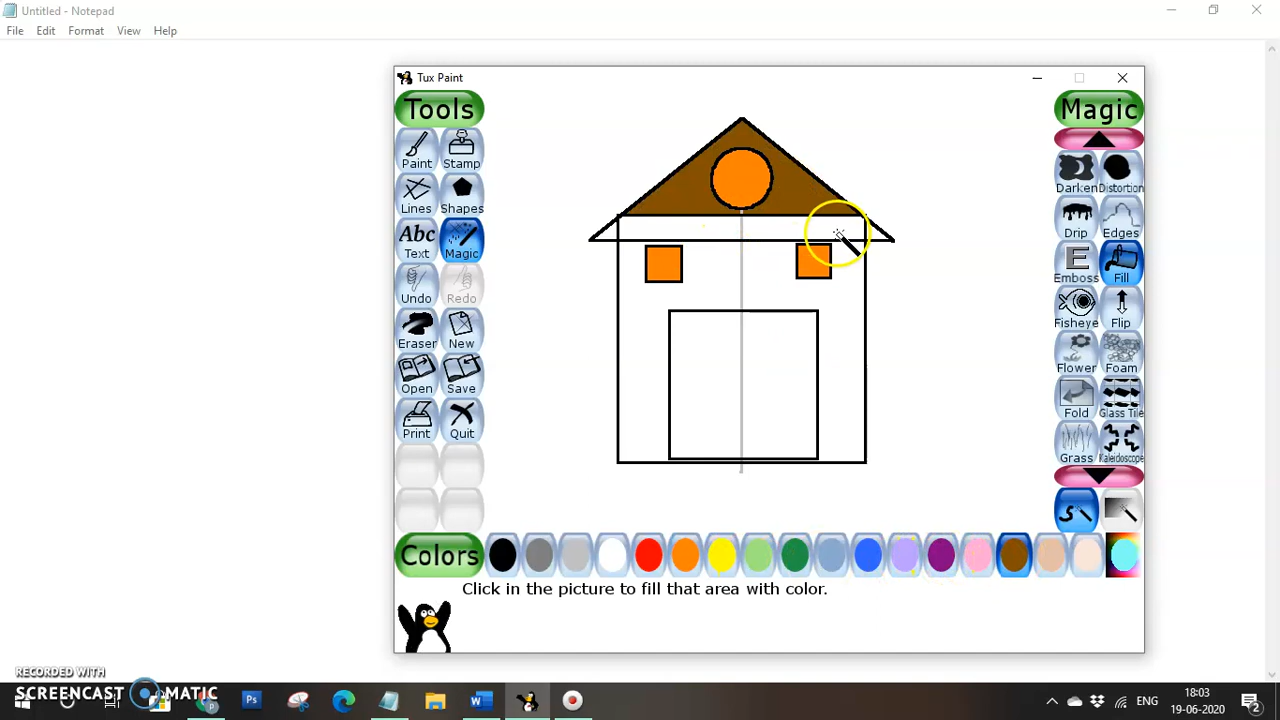 Untitled - Notepad
File Edit Format View Help
Tux Paint
Tools
Magic
Paint Stamp
Darken Distortion
Lines Shapes
Drip Edges
Abc
Text Magic
E
Emboss Fill
Undo Redo
Fisheye Flip
Eraser New
Flower Foam
Open Save
Fold Glass Tile
Print Quit
Grass Kaleidoscope
Colors
Click in the picture to fill that area with color.
RECORDED WITH
SCREENCAST MATIC
Ps
W
ENG
18:03
19-06-2020
2